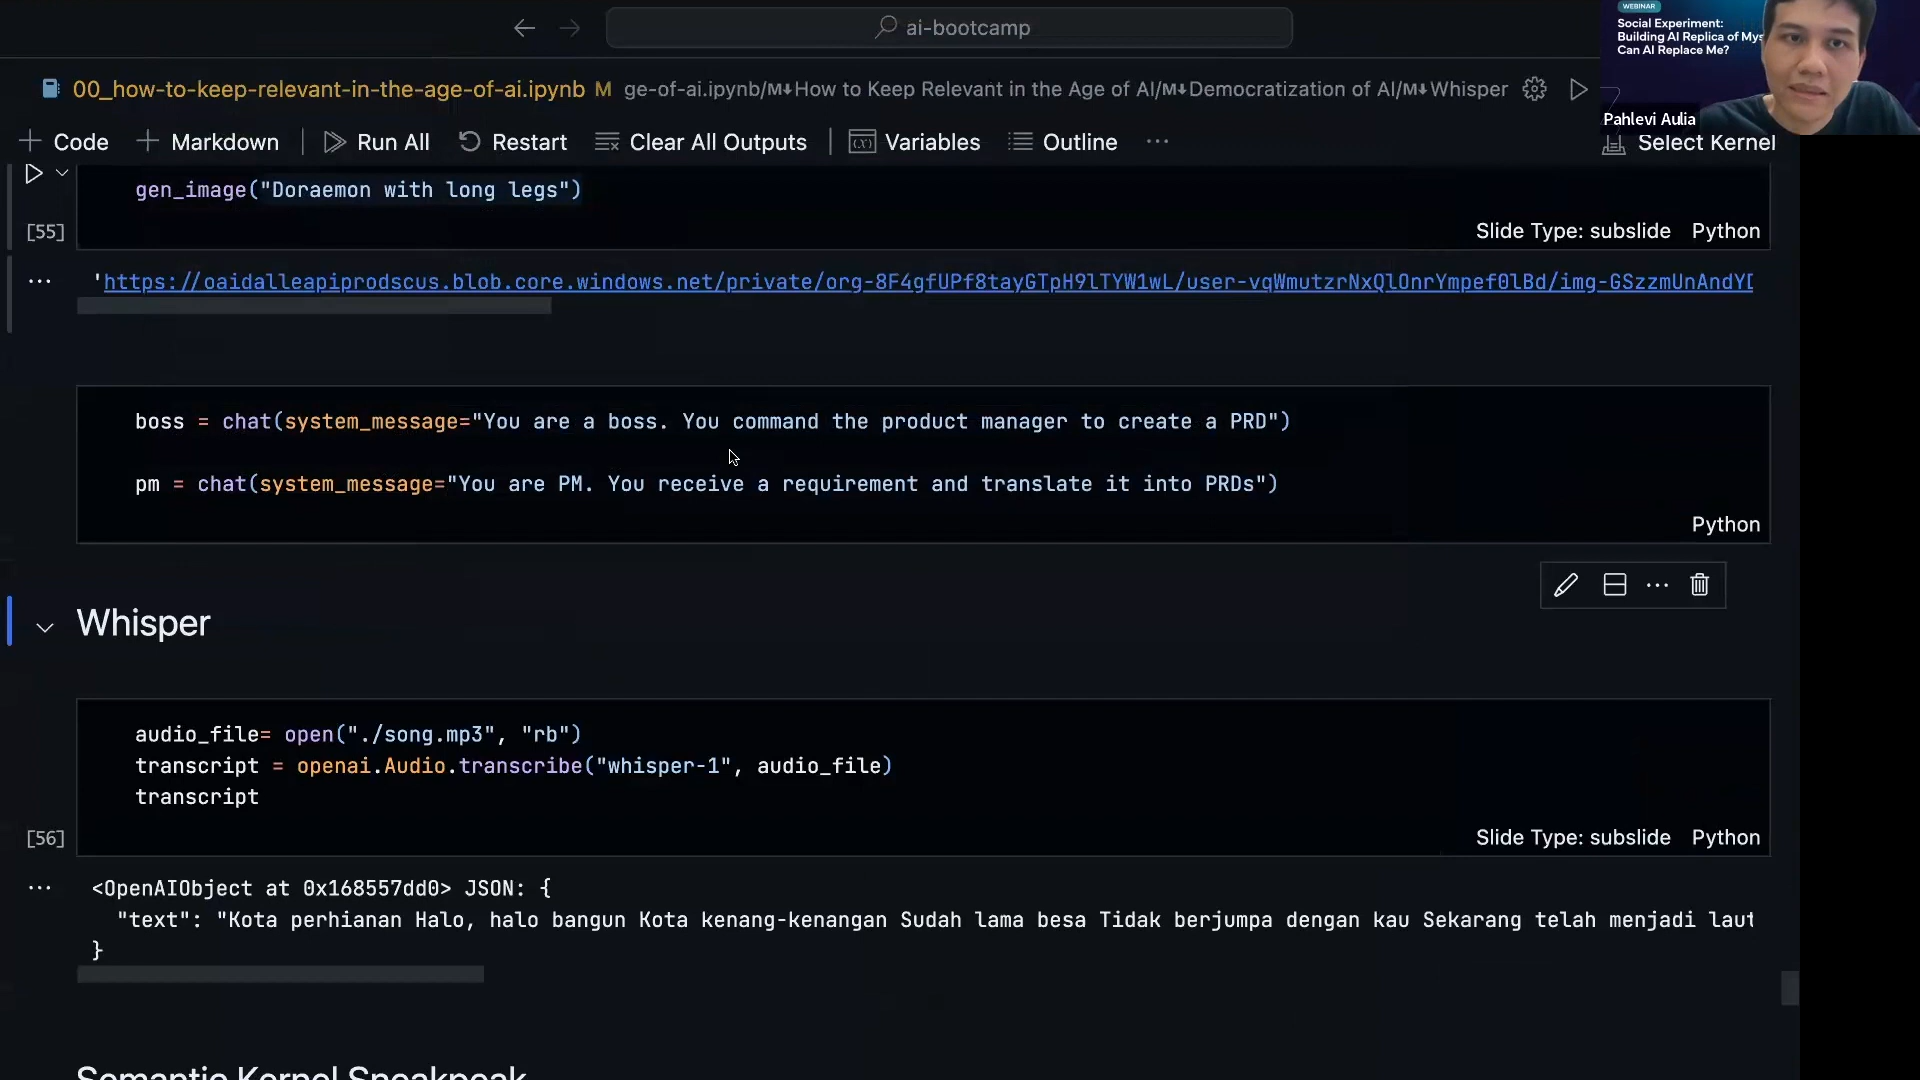 ai-bootcamp
WEBINAR
Social Experiment:
Building AI Replica of Mys
Can AI Replace Me?
Pahlevi Aulia
00_how-to-keep-relevant-in-the-age-of-ai.ipynb M ge-of-ai.ipynb/M↓How to Keep Relevant in the Age of AI/M↓Democratization of AI/M↓Whisper
Code Markdown Run All Restart Clear All Outputs Variables Outline ... Select Kernel
gen_image("Doraemon with long legs")
[55] Slide Type: subslide Python
... 'https://oaidalleapiprodscus.blob.core.windows.net/private/org-8F4gfUPf8tayGTpH9lTYW1wL/user-vqWmutzrNxQlOnrYmpef0lBd/img-GSzzmUnAndYD
boss = chat(system_message="You are a boss. You command the product manager to create a PRD")
pm = chat(system_message="You are PM. You receive a requirement and translate it into PRDs")
Python
Whisper
audio_file= open("./song.mp3", "rb")
transcript = openai.Audio.transcribe("whisper-1", audio_file)
transcript
[56] Slide Type: subslide Python
... <OpenAIObject at 0x168557dd0> JSON: {
"text": "Kota perhianan Halo, halo bangun Kota kenang-kenangan Sudah lama besa Tidak berjumpa dengan kau Sekarang telah menjadi laut
}
Semantic Kernel Sneakpeak